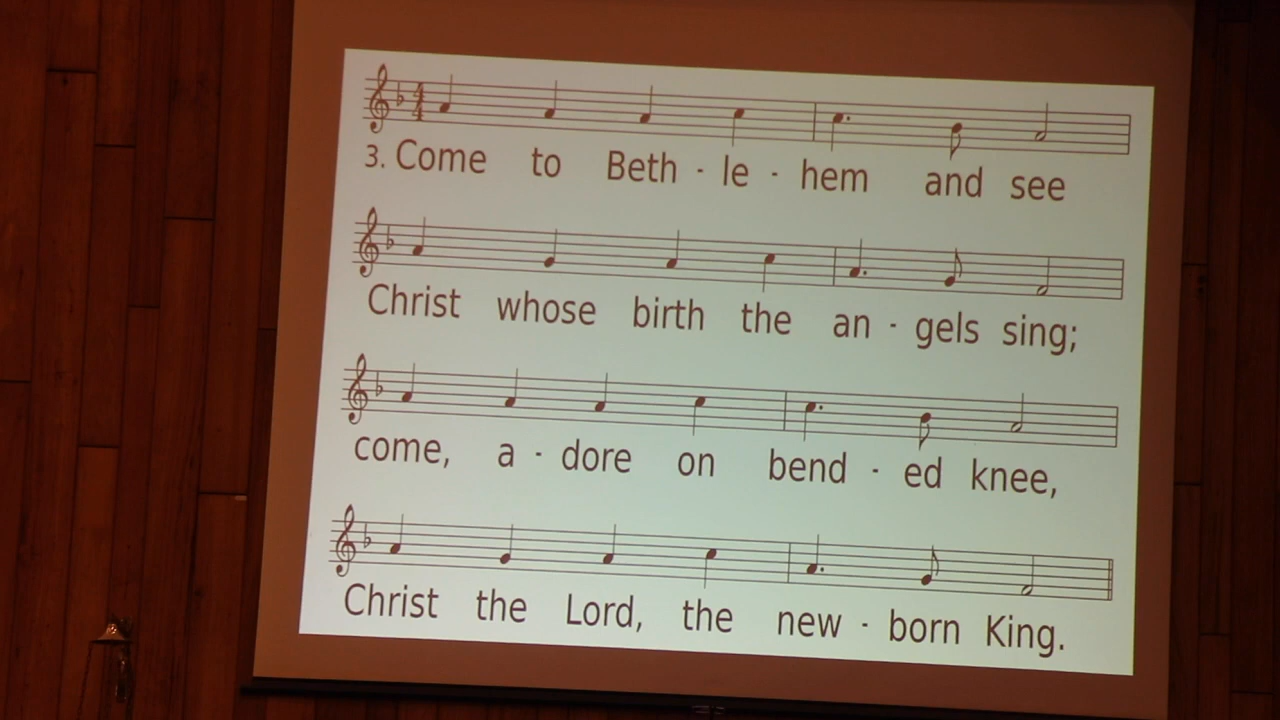 3. Come to Beth - le - hem and see
Christ whose birth the an - gels sing;
come, a - dore on bend - ed knee,
Christ the Lord, the new - born King.